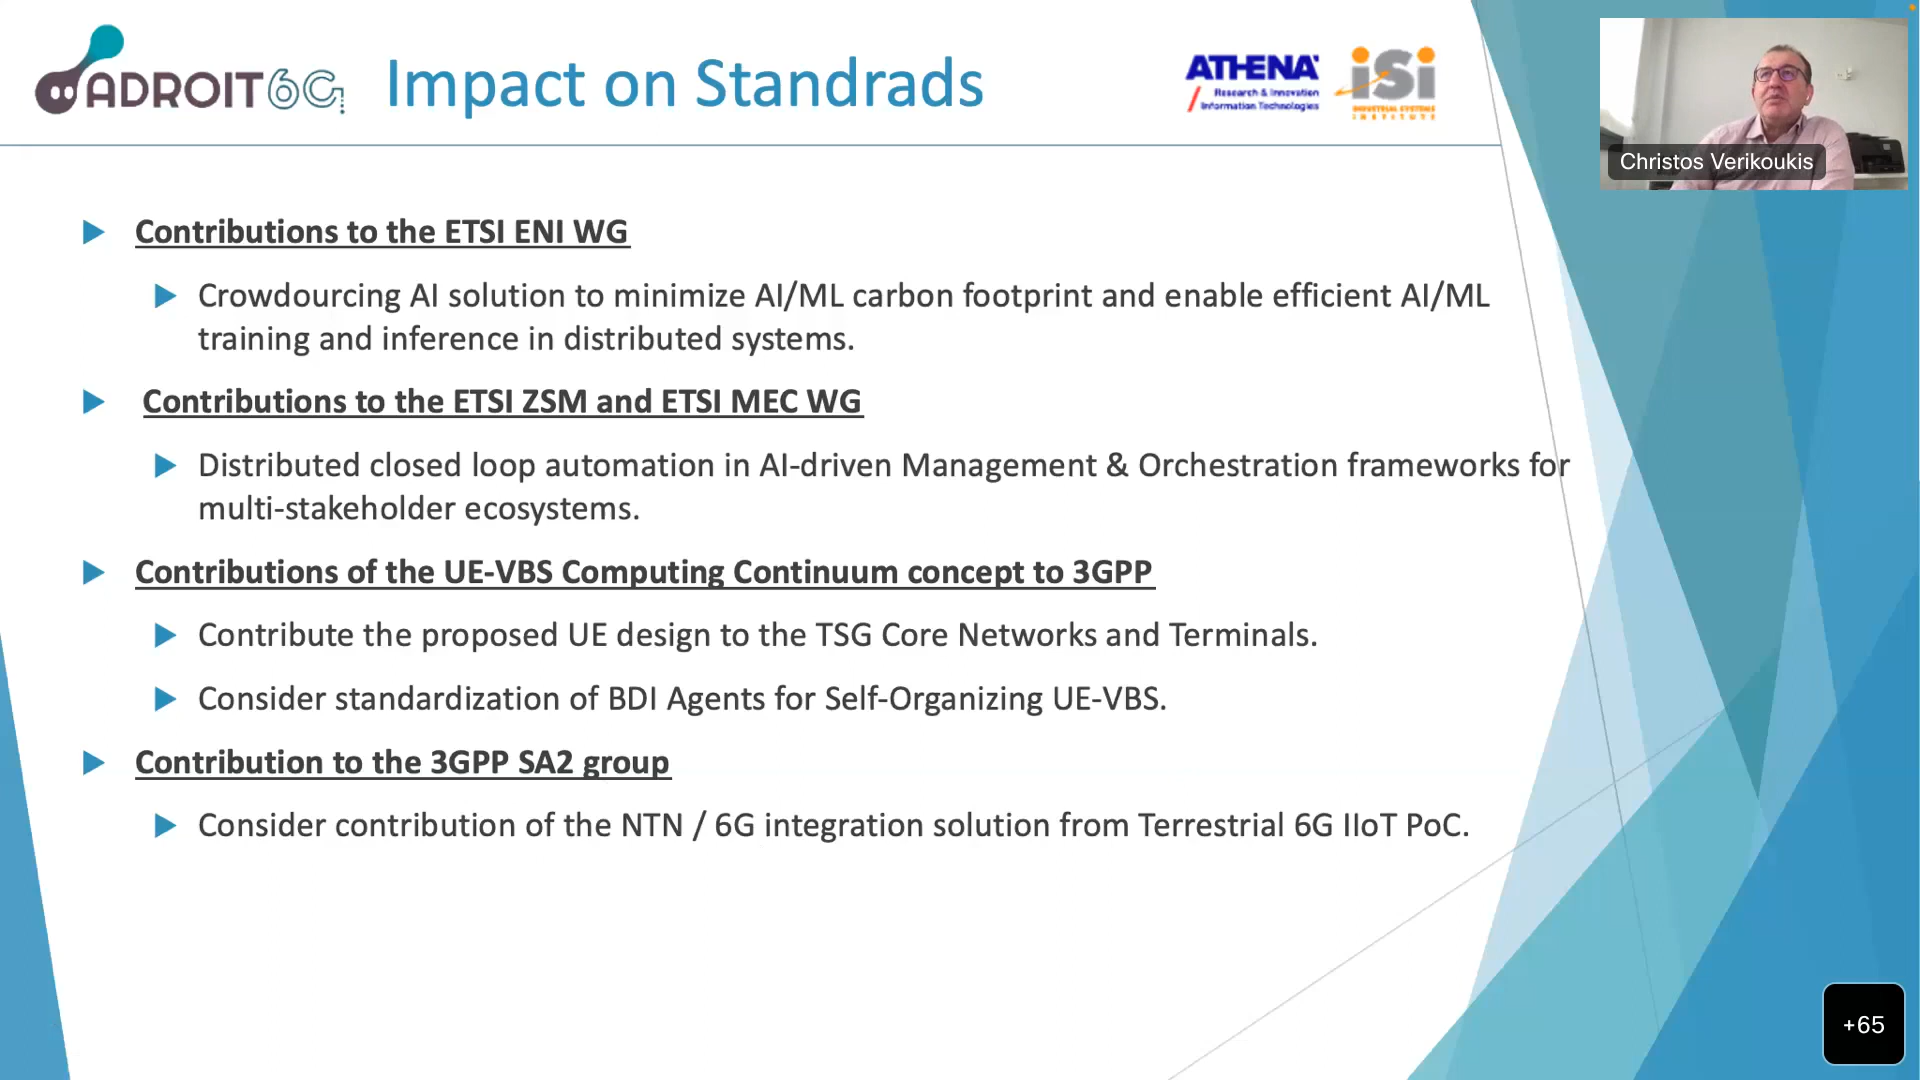 ADROIT6G
Impact on Standrads
ATHENA
Research & Innovation
Information Technologies
iSi
INDUSTRIAL SYSTEMS
INSTITUTE
Christos Verikoukis
Contributions to the ETSI ENI WG
Crowdourcing AI solution to minimize AI/ML carbon footprint and enable efficient AI/ML
training and inference in distributed systems.
Contributions to the ETSI ZSM and ETSI MEC WG
Distributed closed loop automation in AI-driven Management & Orchestration frameworks for
multi-stakeholder ecosystems.
Contributions of the UE-VBS Computing Continuum concept to 3GPP
Contribute the proposed UE design to the TSG Core Networks and Terminals.
Consider standardization of BDI Agents for Self-Organizing UE-VBS.
Contribution to the 3GPP SA2 group
Consider contribution of the NTN / 6G integration solution from Terrestrial 6G IIoT PoC.
+65